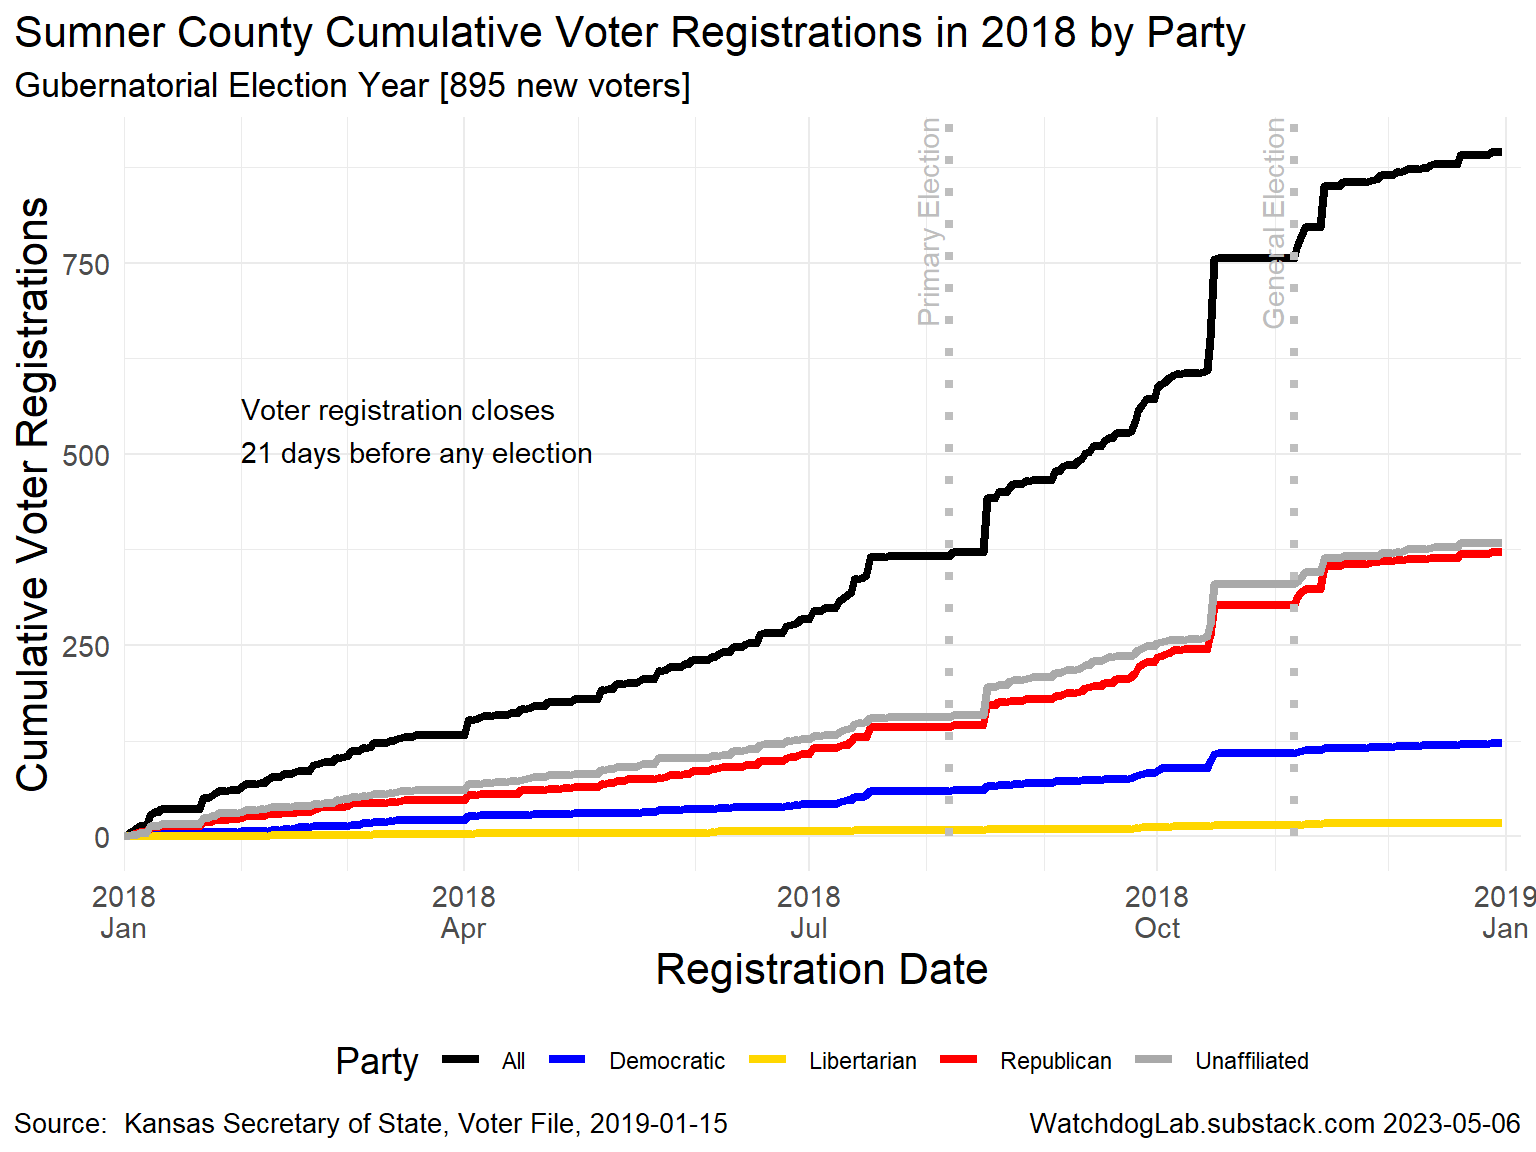 Sumner County Cumulative Voter Registrations in 2018 by Party
Gubernatorial Election Year [895 new voters]
Cumulative Voter Registrations
750
500
250
0
Primary Election
General Election
Voter registration closes
21 days before any election
2018 2018 2018 2018 2019
Jan Apr Jul Oct Jan
Registration Date
Party All Democratic Libertarian Republican Unaffiliated
Source:  Kansas Secretary of State, Voter File, 2019-01-15
WatchdogLab.substack.com 2023-05-06